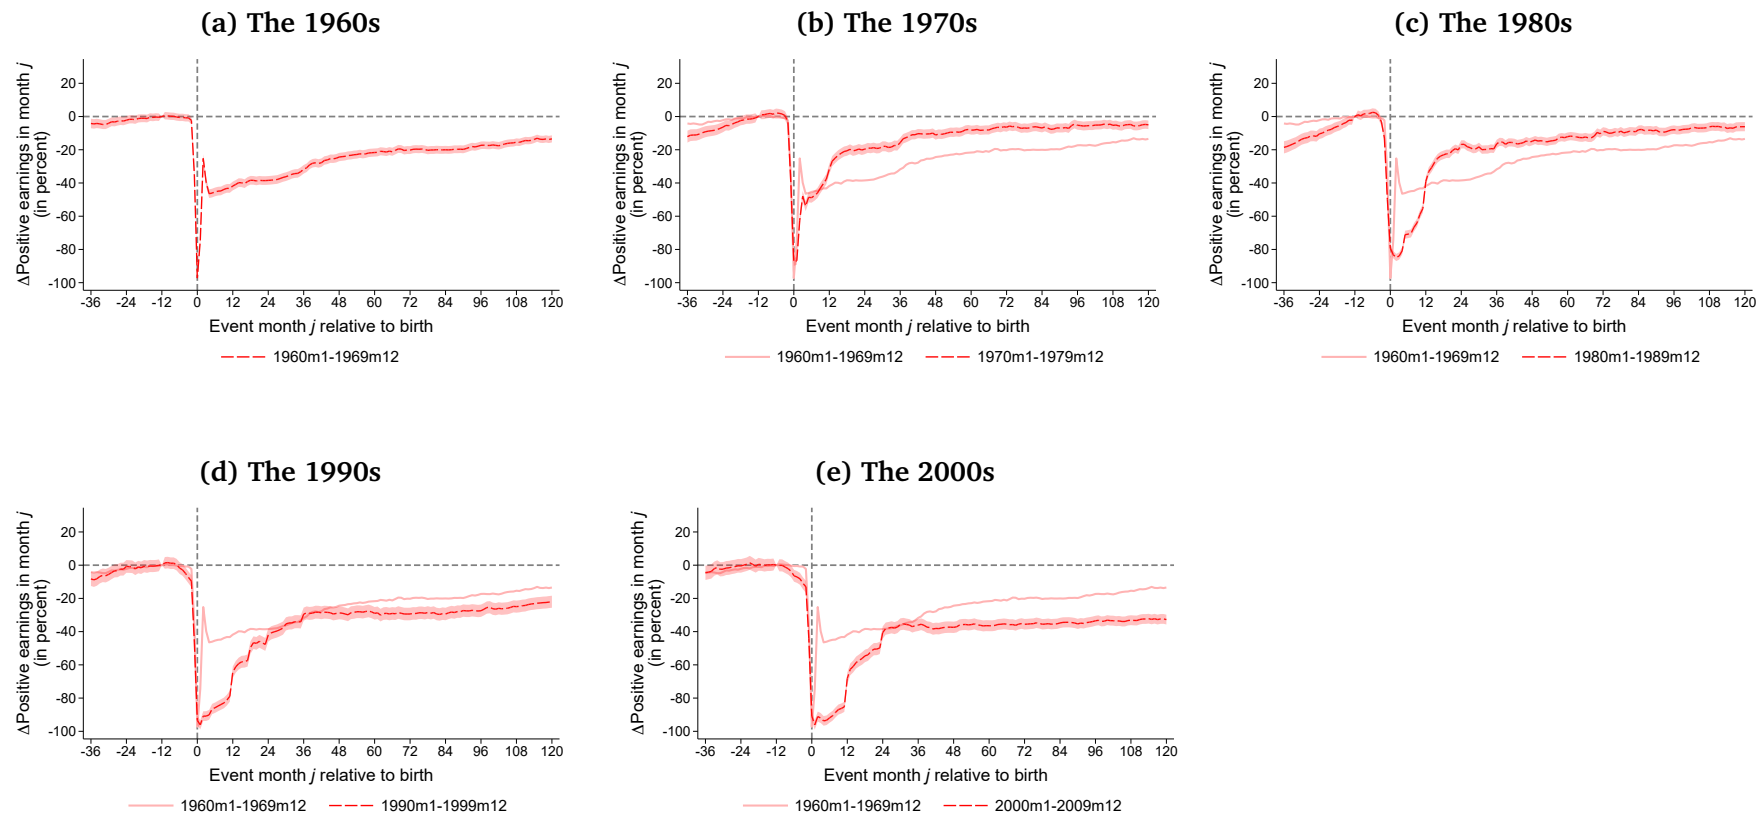 (a) The 1960s
ΔPositive earnings in month j
(in percent)
20
0
-20
-40
-60
-80
-100
-36 -24 -12 0 12 24 36 48 60 72 84 96 108 120
Event month j relative to birth
1960m1-1969m12
(b) The 1970s
ΔPositive earnings in month j
(in percent)
20
0
-20
-40
-60
-80
-100
-36 -24 -12 0 12 24 36 48 60 72 84 96 108 120
Event month j relative to birth
1960m1-1969m12 1970m1-1979m12
(c) The 1980s
ΔPositive earnings in month j
(in percent)
20
0
-20
-40
-60
-80
-100
-36 -24 -12 0 12 24 36 48 60 72 84 96 108 120
Event month j relative to birth
1960m1-1969m12 1980m1-1989m12
(d) The 1990s
ΔPositive earnings in month j
(in percent)
20
0
-20
-40
-60
-80
-100
-36 -24 -12 0 12 24 36 48 60 72 84 96 108 120
Event month j relative to birth
1960m1-1969m12 1990m1-1999m12
(e) The 2000s
ΔPositive earnings in month j
(in percent)
20
0
-20
-40
-60
-80
-100
-36 -24 -12 0 12 24 36 48 60 72 84 96 108 120
Event month j relative to birth
1960m1-1969m12 2000m1-2009m12